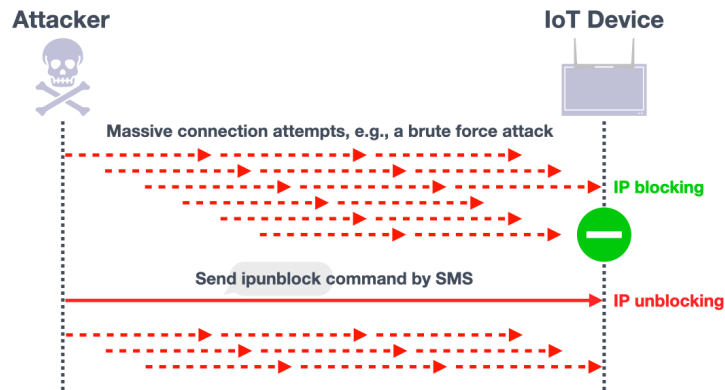 Attacker
IoT Device
Massive connection attempts, e.g., a brute force attack
IP blocking
Send ipunblock command by SMS
IP unblocking